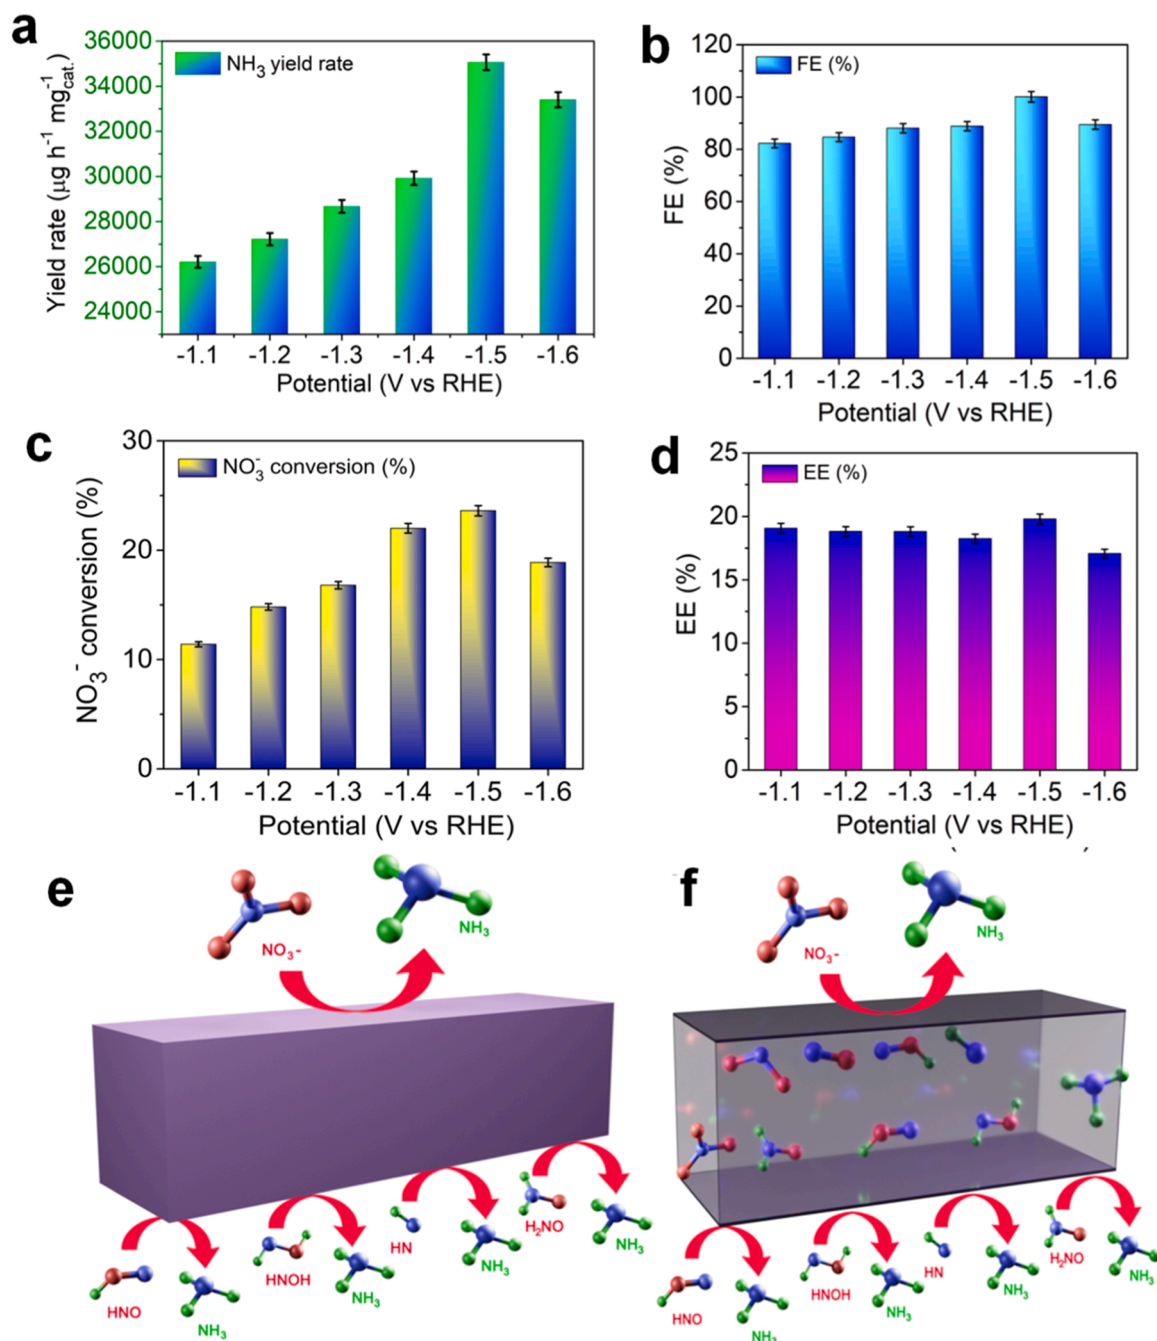 a
36000
34000
32000
30000
28000
26000
24000
Yield rate (µg h⁻¹ mg⁻¹cat.)
NH₃ yield rate
-1.1 -1.2 -1.3 -1.4 -1.5 -1.6
Potential (V vs RHE)
b
120
100
80
60
40
20
0
FE (%)
FE (%)
-1.1 -1.2 -1.3 -1.4 -1.5 -1.6
Potential (V vs RHE)
c
30
20
10
0
NO₃⁻ conversion (%)
NO₃⁻ conversion (%)
-1.1 -1.2 -1.3 -1.4 -1.5 -1.6
Potential (V vs RHE)
d
25
20
15
10
5
0
EE (%)
EE (%)
-1.1 -1.2 -1.3 -1.4 -1.5 -1.6
Potential (V vs RHE)
e
NO₃-
NH₃
HNO
NH₃
HNOH
NH₃
HN
NH₃
H₂NO
NH₃
f
NO₃-
NH₃
HNO
NH₃
HNOH
NH₃
HN
NH₃
H₂NO
NH₃